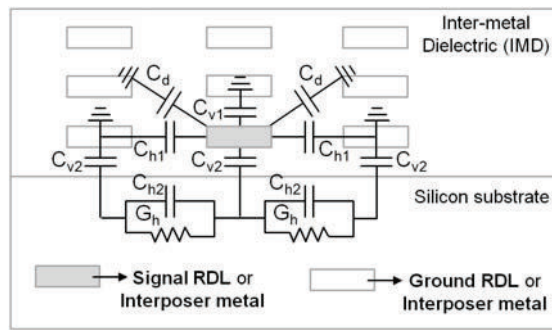 Inter-metal
Dielectric (IMD)
C_d
C_d
C_v1
C_h1
C_h1
C_v2
C_v2
C_v2
C_h2
C_h2
Silicon substrate
G_h
G_h
Signal RDL or
Interposer metal
Ground RDL or
Interposer metal